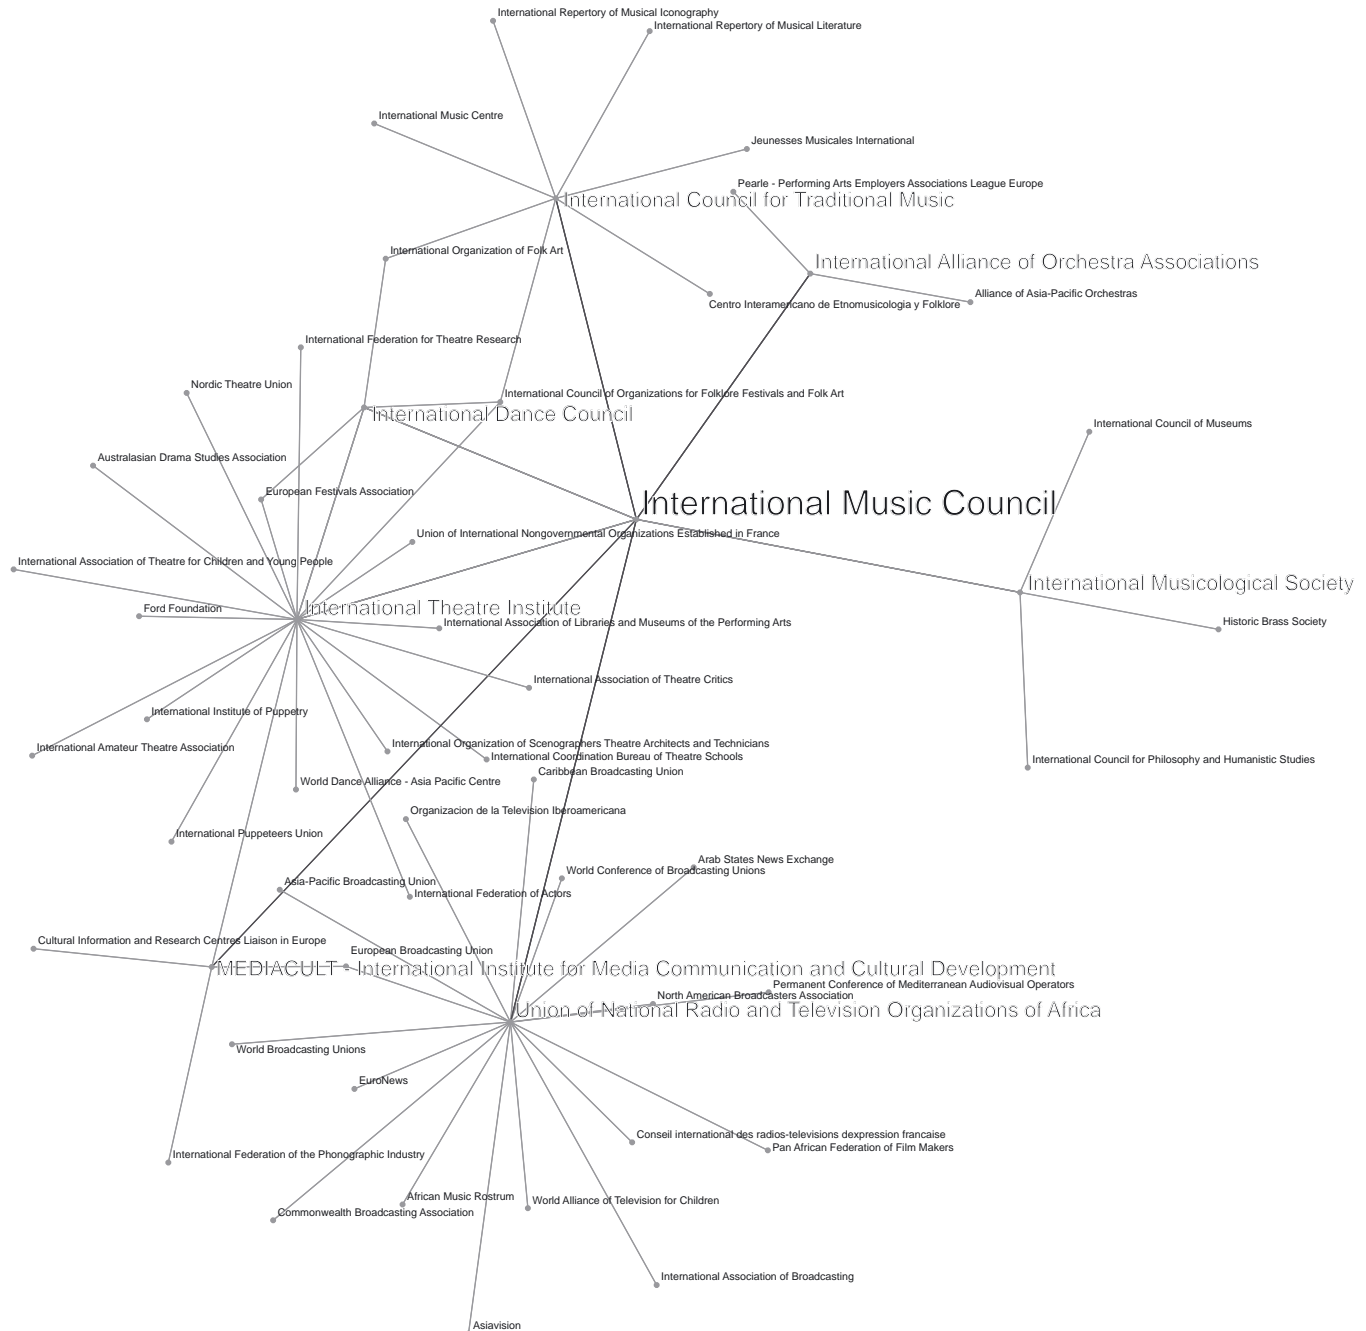 International Repertory of Musical Iconography
International Repertory of Musical Literature
International Music Centre
Jeunesses Musicales International
Pearle - Performing Arts Employers Associations League Europe
International Council for Traditional Music
International Organization of Folk Art
International Alliance of Orchestra Associations
Alliance of Asia-Pacific Orchestras
Centro Interamericano de Etnomusicologia y Folklore
International Federation for Theatre Research
Nordic Theatre Union
International Council of Organizations for Folklore Festivals and Folk Art
International Dance Council
International Council of Museums
Australasian Drama Studies Association
European Festivals Association
International Music Council
Union of International Nongovernmental Organizations Established in France
International Association of Theatre for Children and Young People
International Musicological Society
Ford Foundation
International Theatre Institute
International Association of Libraries and Museums of the Performing Arts
Historic Brass Society
International Association of Theatre Critics
International Institute of Puppetry
International Amateur Theatre Association
International Organization of Scenographers Theatre Architects and Technicians
International Coordination Bureau of Theatre Schools
International Council for Philosophy and Humanistic Studies
Caribbean Broadcasting Union
World Dance Alliance - Asia Pacific Centre
Organizacion de la Television Iberoamericana
International Puppeteers Union
Arab States News Exchange
World Conference of Broadcasting Unions
Asia-Pacific Broadcasting Union
International Federation of Actors
Cultural Information and Research Centres Liaison in Europe
European Broadcasting Union
MEDIACULT - International Institute for Media Communication and Cultural Development
Permanent Conference of Mediterranean Audiovisual Operators
North American Broadcasters Association
Union of National Radio and Television Organizations of Africa
World Broadcasting Unions
EuroNews
Conseil international des radios-televisions dexpression francaise
Pan African Federation of Film Makers
International Federation of the Phonographic Industry
African Music Rostrum
World Alliance of Television for Children
Commonwealth Broadcasting Association
International Association of Broadcasting
Asiavision